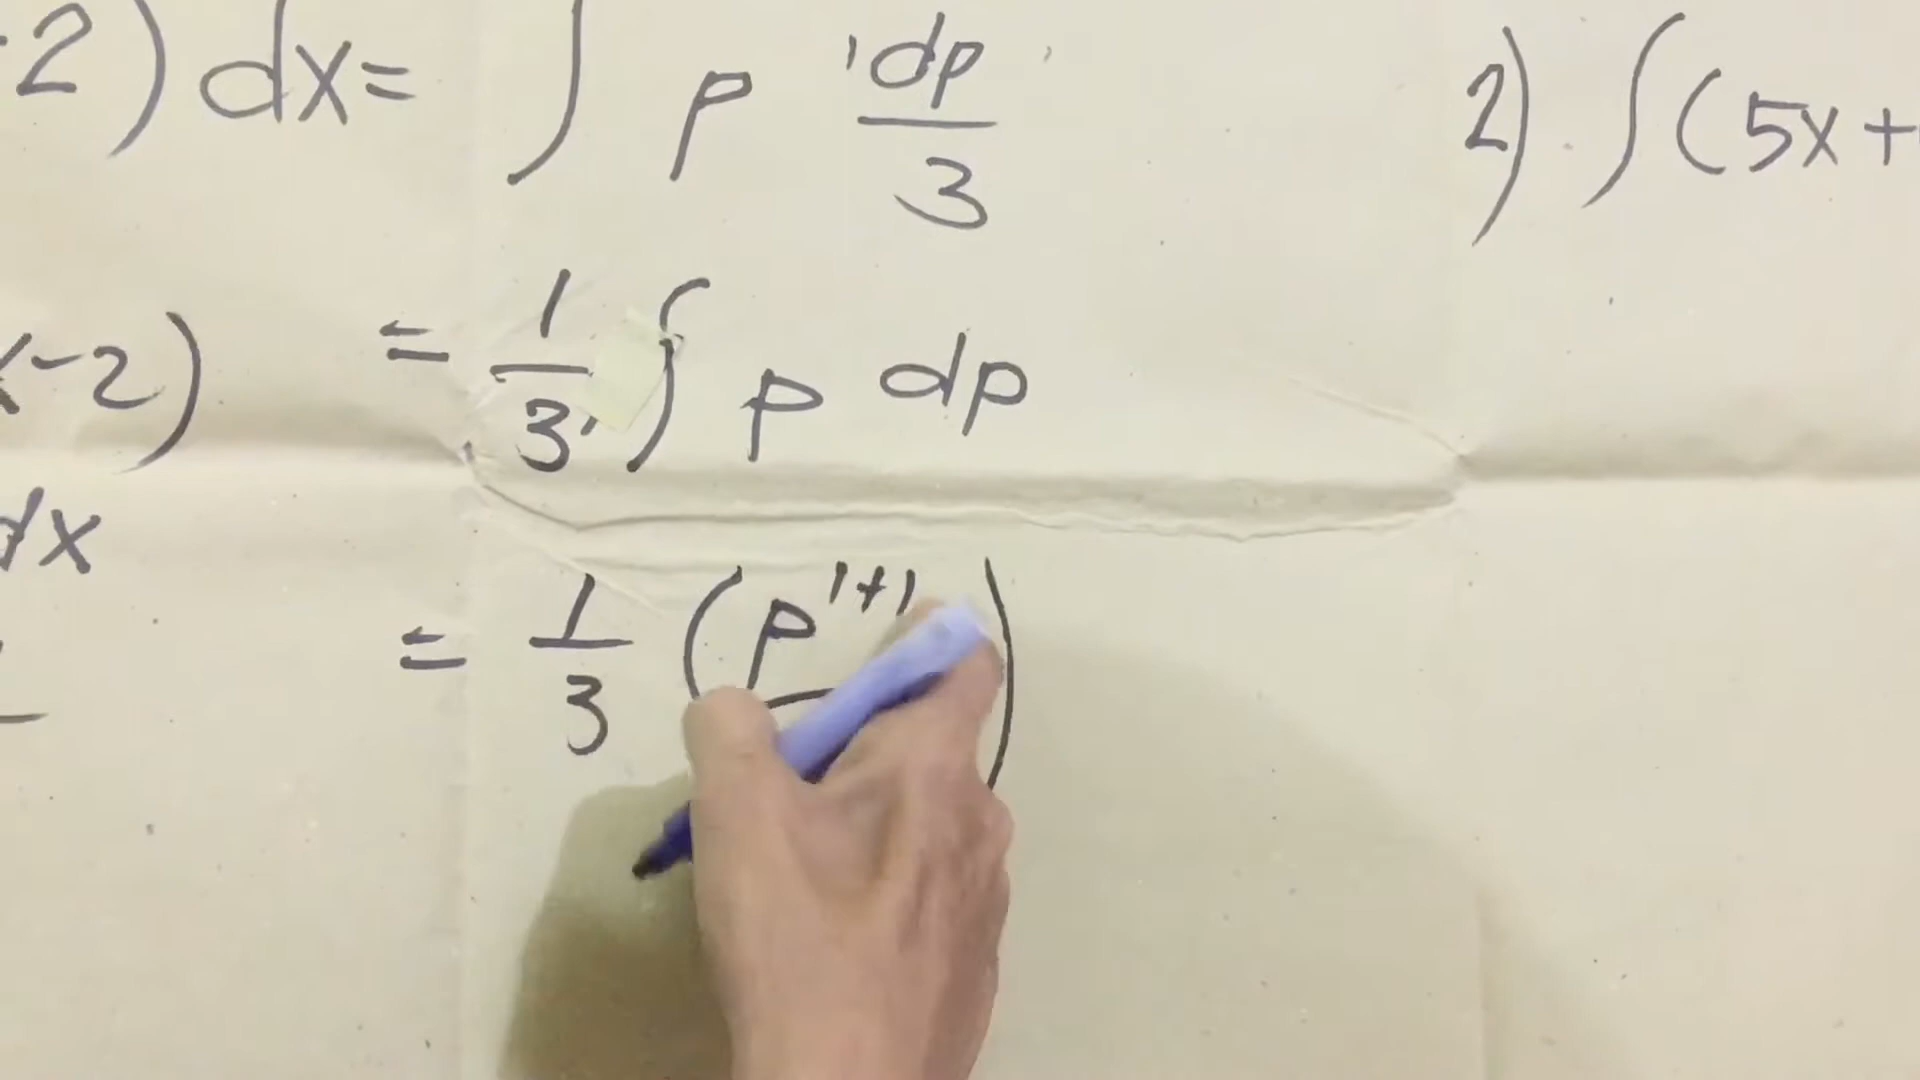 -2) dx = ∫ p dp/3
2) ∫ (5x +
x-2) = 1/3 ∫ p dp
dx
= 1/3 (p^1+1)